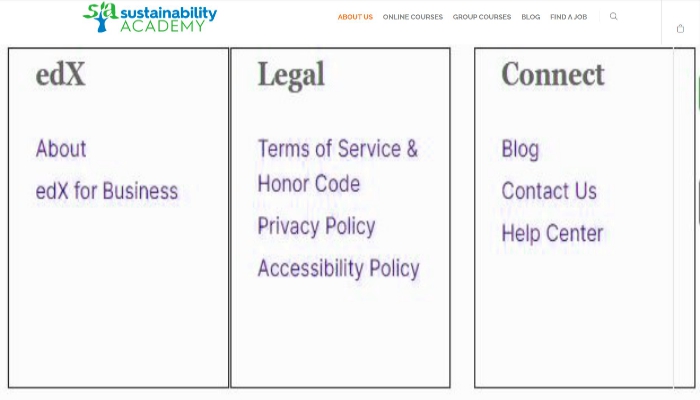 sa sustainability
ACADEMY
ABOUT US ONLINE COURSES GROUP COURSES BLOG FIND A JOB
edX
About
edX for Business
Legal
Terms of Service &
Honor Code
Privacy Policy
Accessibility Policy
Connect
Blog
Contact Us
Help Center